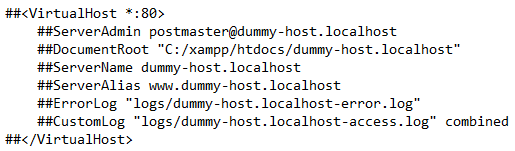 ##<VirtualHost *:80>
##ServerAdmin postmaster@dummy-host.localhost
##DocumentRoot "C:/xampp/htdocs/dummy-host.localhost"
##ServerName dummy-host.localhost
##ServerAlias www.dummy-host.localhost
##ErrorLog "logs/dummy-host.localhost-error.log"
##CustomLog "logs/dummy-host.localhost-access.log" combined
##</VirtualHost>